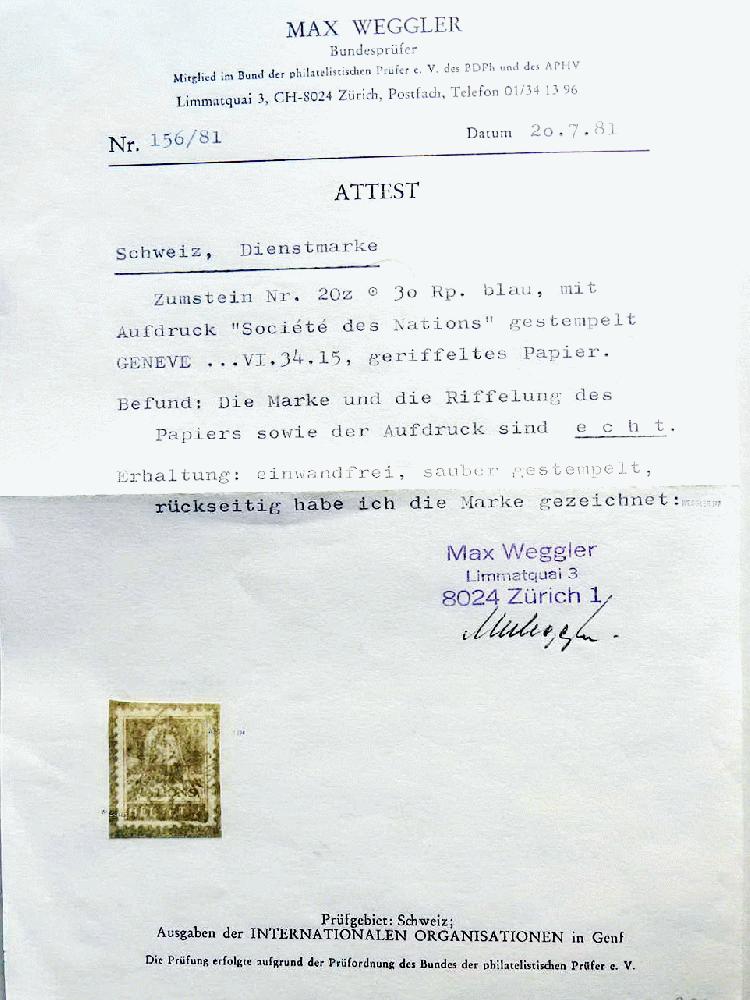 MAX WEGGLER
Bundesprüfer
Mitglied im Bund der philatelistischen Prüfer e. V. des BDPh und des APHV
Limmatquai 3, CH-8024 Zürich, Postfach, Telefon 01/34 13 96
Nr. 156/81 Datum 20.7.81
ATTEST
Schweiz, Dienstmarke
Zumstein Nr. 20z ⊙ 30 Rp. blau, mit
Aufdruck "Société des Nations" gestempelt
GENEVE ...VI.34.15, geriffeltes Papier.
Befund: Die Marke und die Riffelung des
Papiers sowie der Aufdruck sind e c h t.
Erhaltung: einwandfrei, sauber gestempelt,
rückseitig habe ich die Marke gezeichnet:
Max Weggler
Limmatquai 3
8024 Zürich 1
MWeggler.
NATIONS
HELVETIA
Prüfgebiet: Schweiz;
Ausgaben der INTERNATIONALEN ORGANISATIONEN in Genf
Die Prüfung erfolgte aufgrund der Prüfordnung des Bundes der philatelistischen Prüfer e. V.